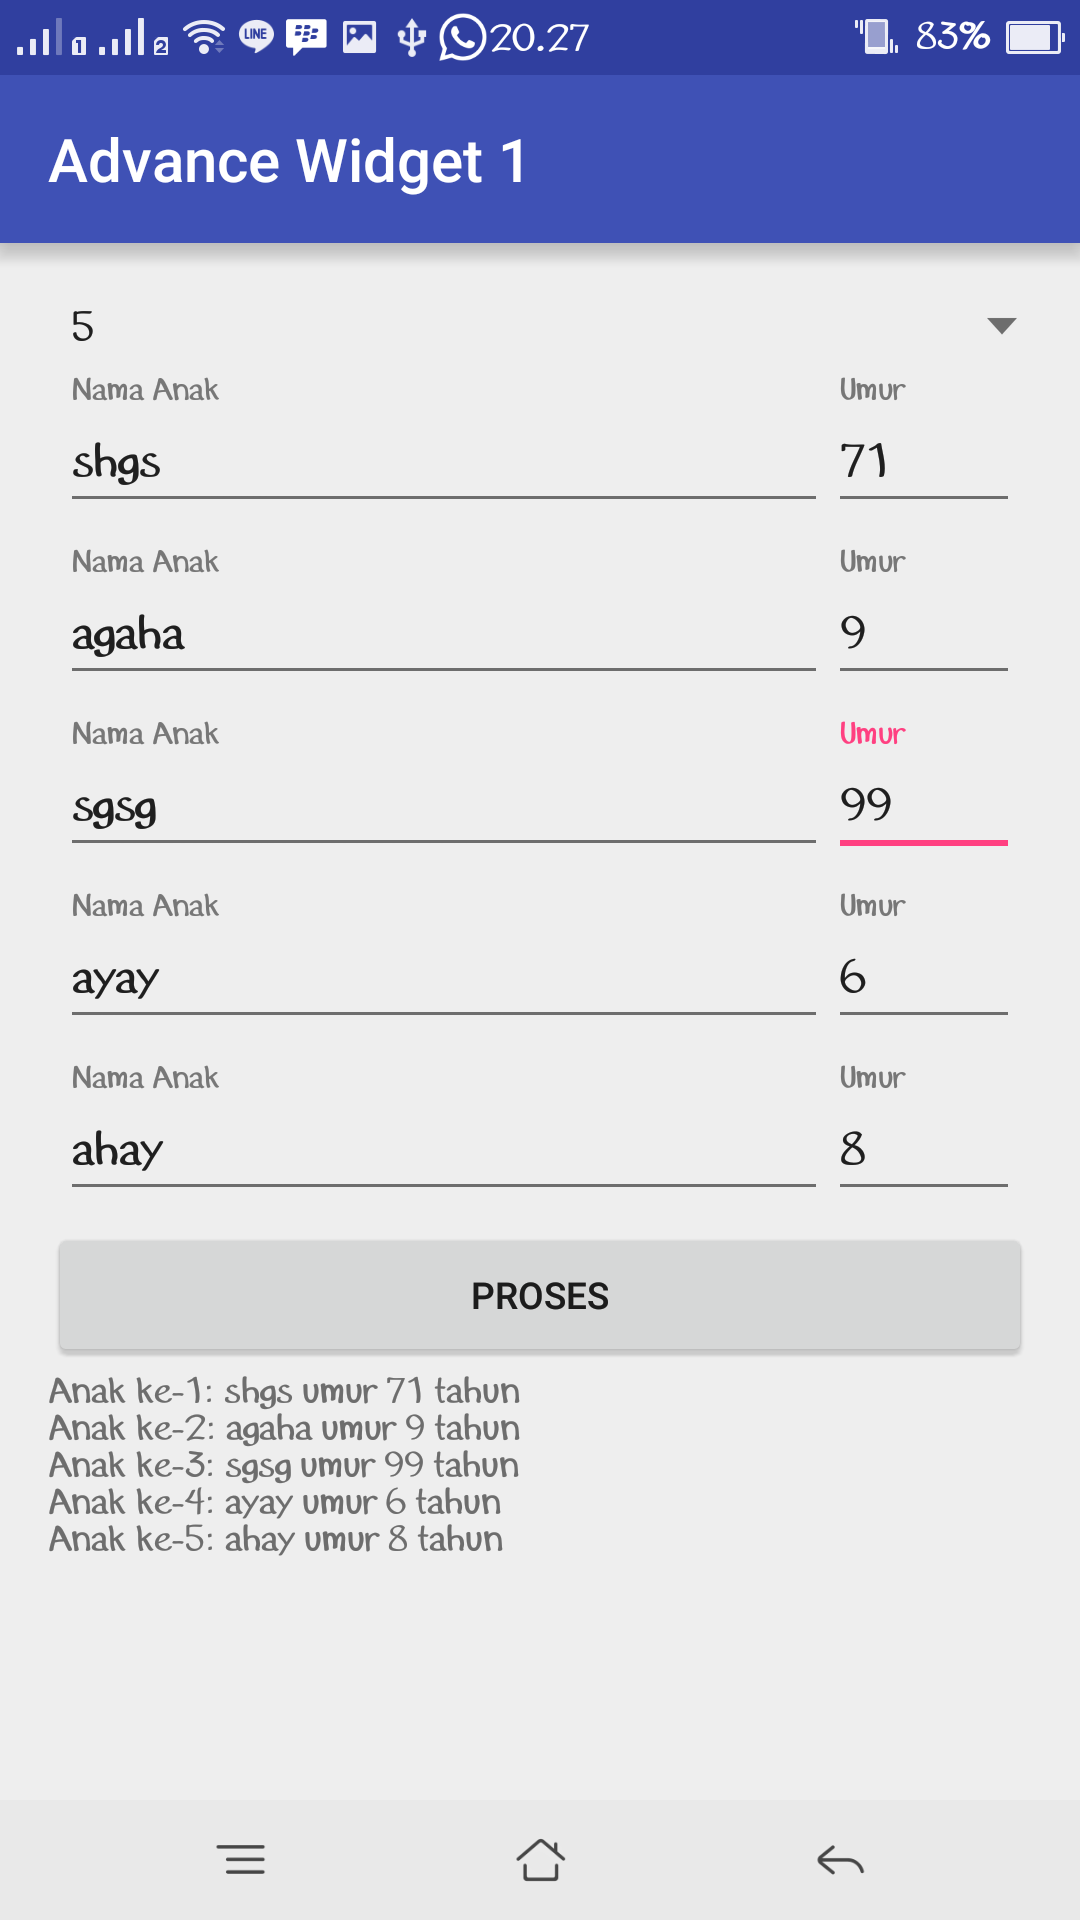 1 2 LINE 20.27 83%
Advance Widget 1
5
Nama Anak Umur
shgs 71
Nama Anak Umur
agaha 9
Nama Anak Umur
sgsg 99
Nama Anak Umur
ayay 6
Nama Anak Umur
ahay 8
PROSES
Anak ke-1: shgs umur 71 tahun
Anak ke-2: agaha umur 9 tahun
Anak ke-3: sgsg umur 99 tahun
Anak ke-4: ayay umur 6 tahun
Anak ke-5: ahay umur 8 tahun